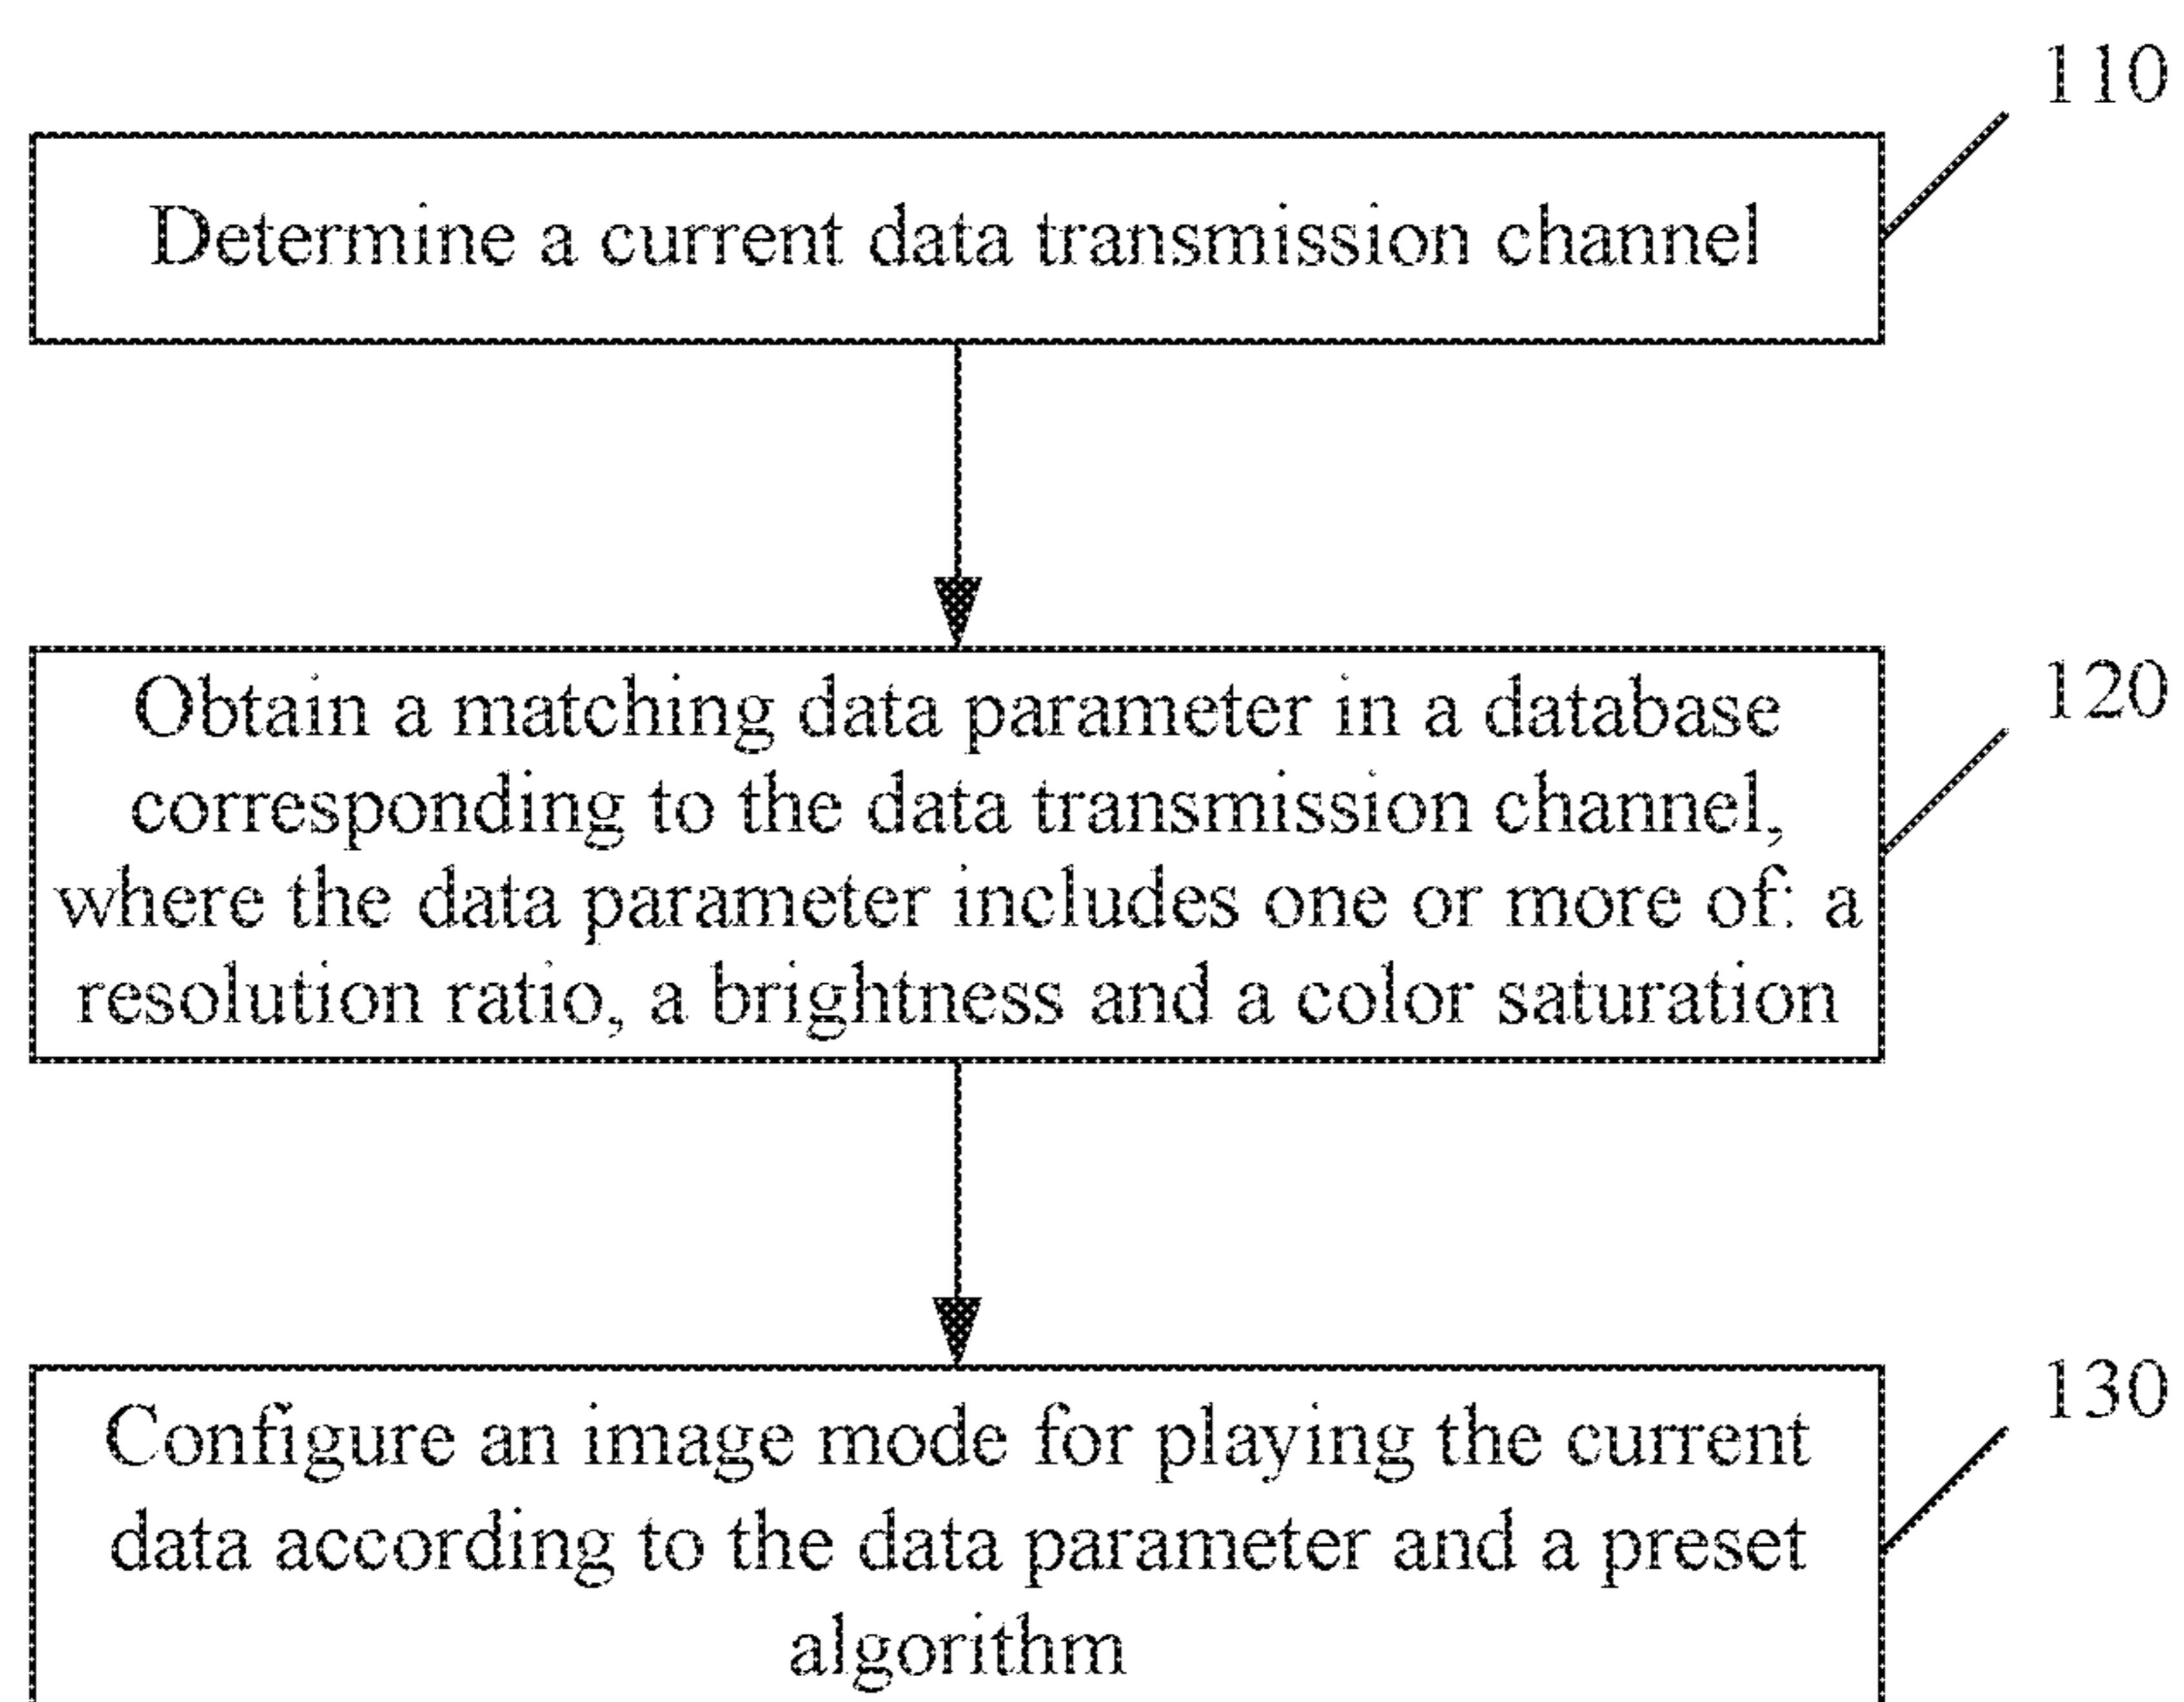 110
Determine a current data transmission channel
120
Obtain a matching data parameter in a database
corresponding to the data transmission channel,
where the data parameter includes one or more of: a
resolution ratio, a brightness and a color saturation
130
Configure an image mode for playing the current
data according to the data parameter and a preset
algorithm